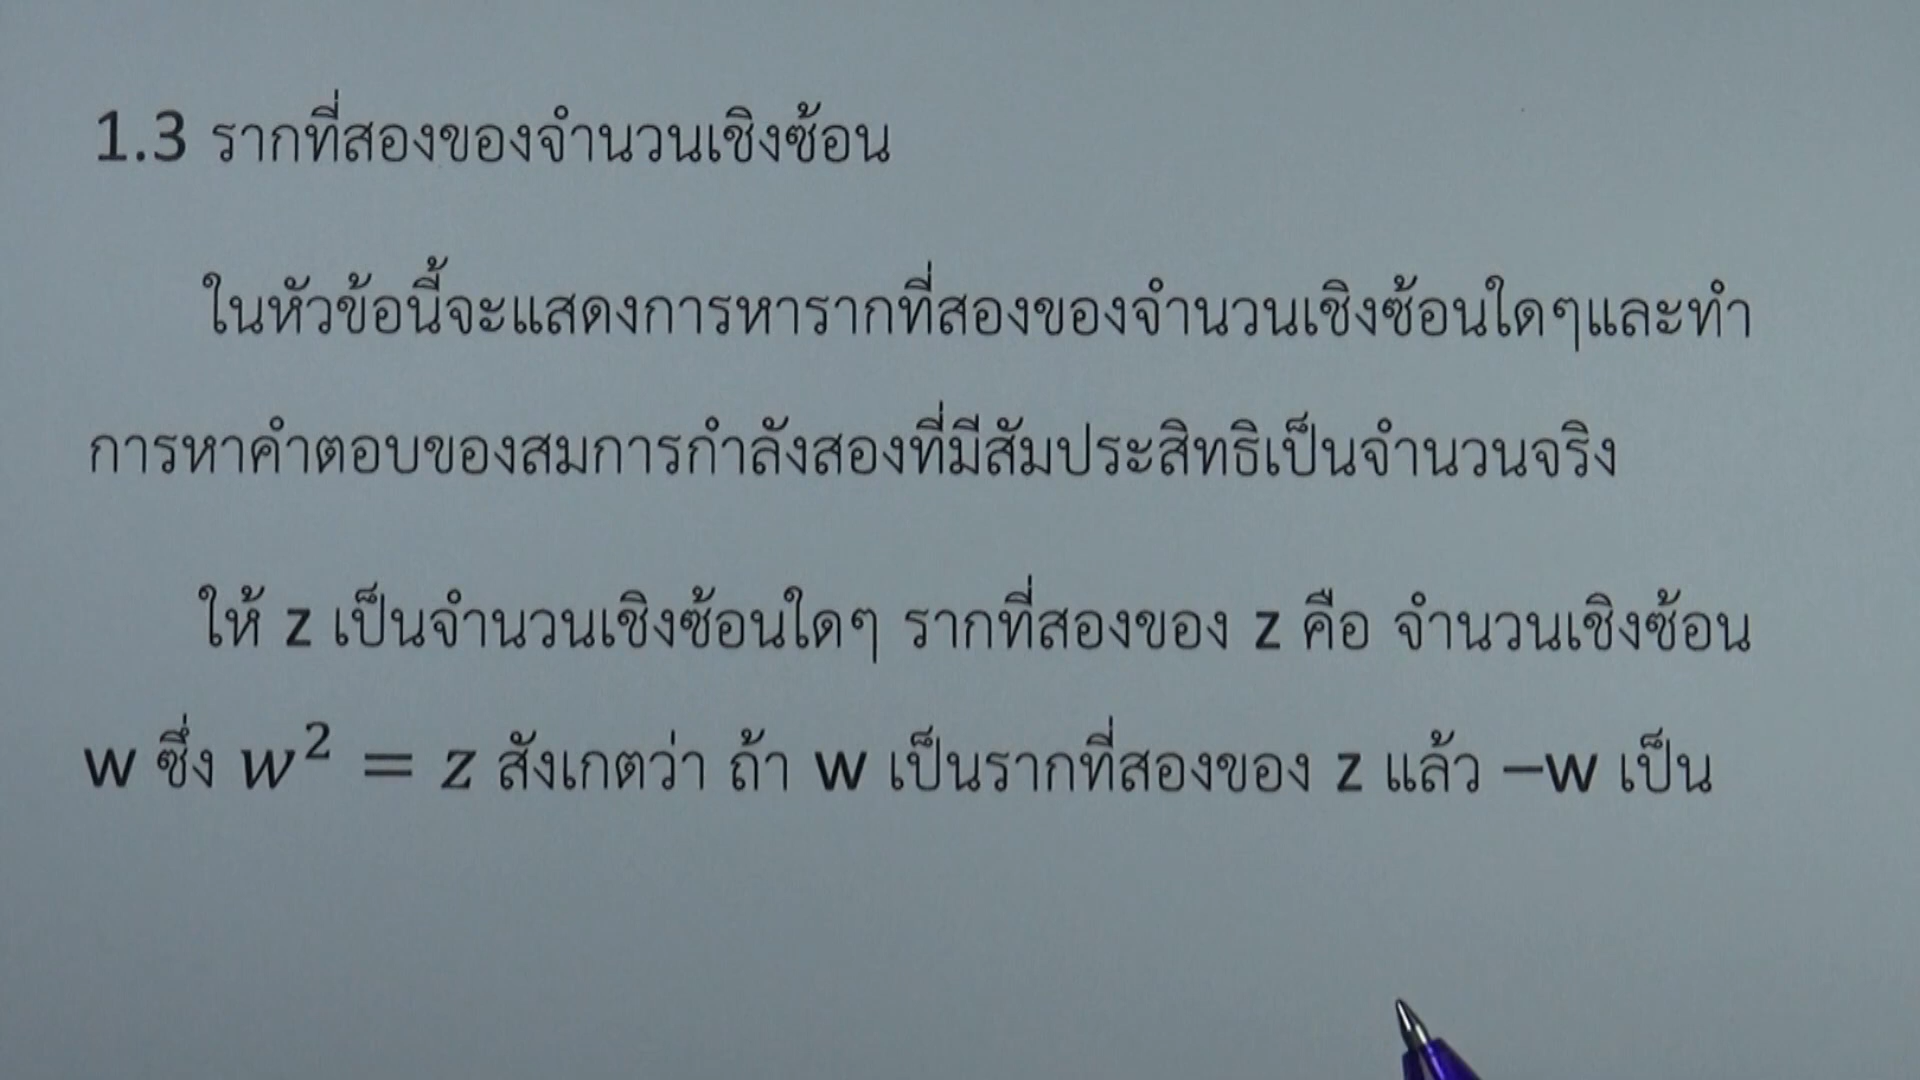 1.3 รากที่สองของจำนวนเชิงซ้อน
ในหัวข้อนี้จะแสดงการหารากที่สองของจำนวนเชิงซ้อนใดๆและทำ
การหาคำตอบของสมการกำลังสองที่มีสัมประสิทธิเป็นจำนวนจริง
ให้ z เป็นจำนวนเชิงซ้อนใดๆ รากที่สองของ z คือ จำนวนเชิงซ้อน
w ซึ่ง w² = z สังเกตว่า ถ้า w เป็นรากที่สองของ z แล้ว –w เป็น